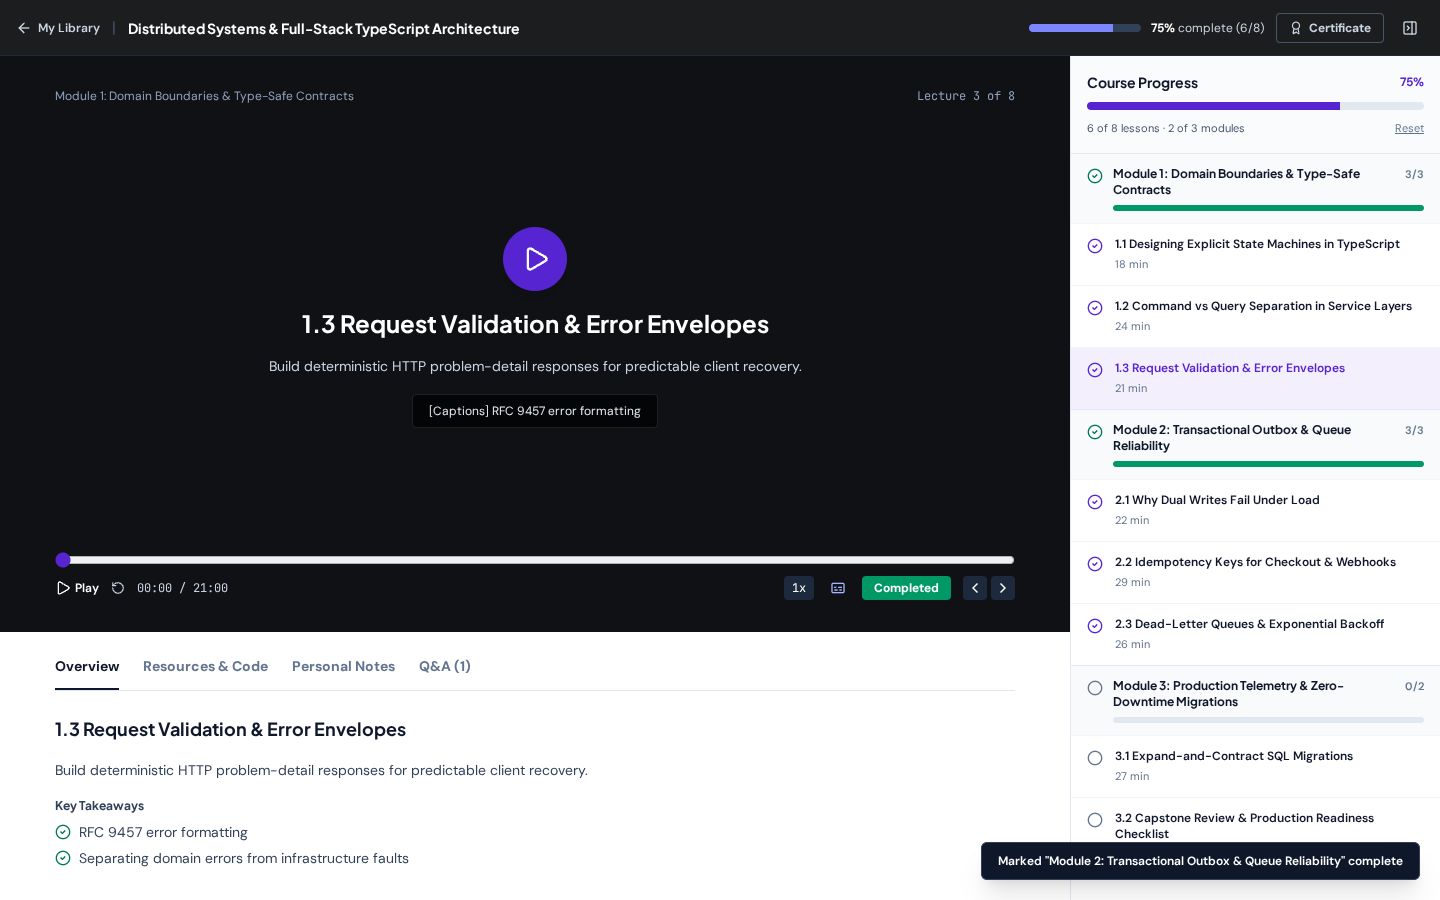 My Library
Distributed Systems & Full-Stack TypeScript Architecture
75% complete (6/8)
Certificate
Module 1: Domain Boundaries & Type-Safe Contracts
Lecture 3 of 8
1.3 Request Validation & Error Envelopes
Build deterministic HTTP problem-detail responses for predictable client recovery.
[Captions] RFC 9457 error formatting
Play
00:00 / 21:00
1x
Completed
Overview
Resources & Code
Personal Notes
Q&A (1)
1.3 Request Validation & Error Envelopes
Build deterministic HTTP problem-detail responses for predictable client recovery.
Key Takeaways
RFC 9457 error formatting
Separating domain errors from infrastructure faults
Course Progress
75%
6 of 8 lessons · 2 of 3 modules
Reset
Module 1: Domain Boundaries & Type-Safe
Contracts
3/3
1.1 Designing Explicit State Machines in TypeScript
18 min
1.2 Command vs Query Separation in Service Layers
24 min
1.3 Request Validation & Error Envelopes
21 min
Module 2: Transactional Outbox & Queue
Reliability
3/3
2.1 Why Dual Writes Fail Under Load
22 min
2.2 Idempotency Keys for Checkout & Webhooks
29 min
2.3 Dead-Letter Queues & Exponential Backoff
26 min
Module 3: Production Telemetry & Zero-
Downtime Migrations
0/2
3.1 Expand-and-Contract SQL Migrations
27 min
3.2 Capstone Review & Production Readiness
Checklist
Marked "Module 2: Transactional Outbox & Queue Reliability" complete